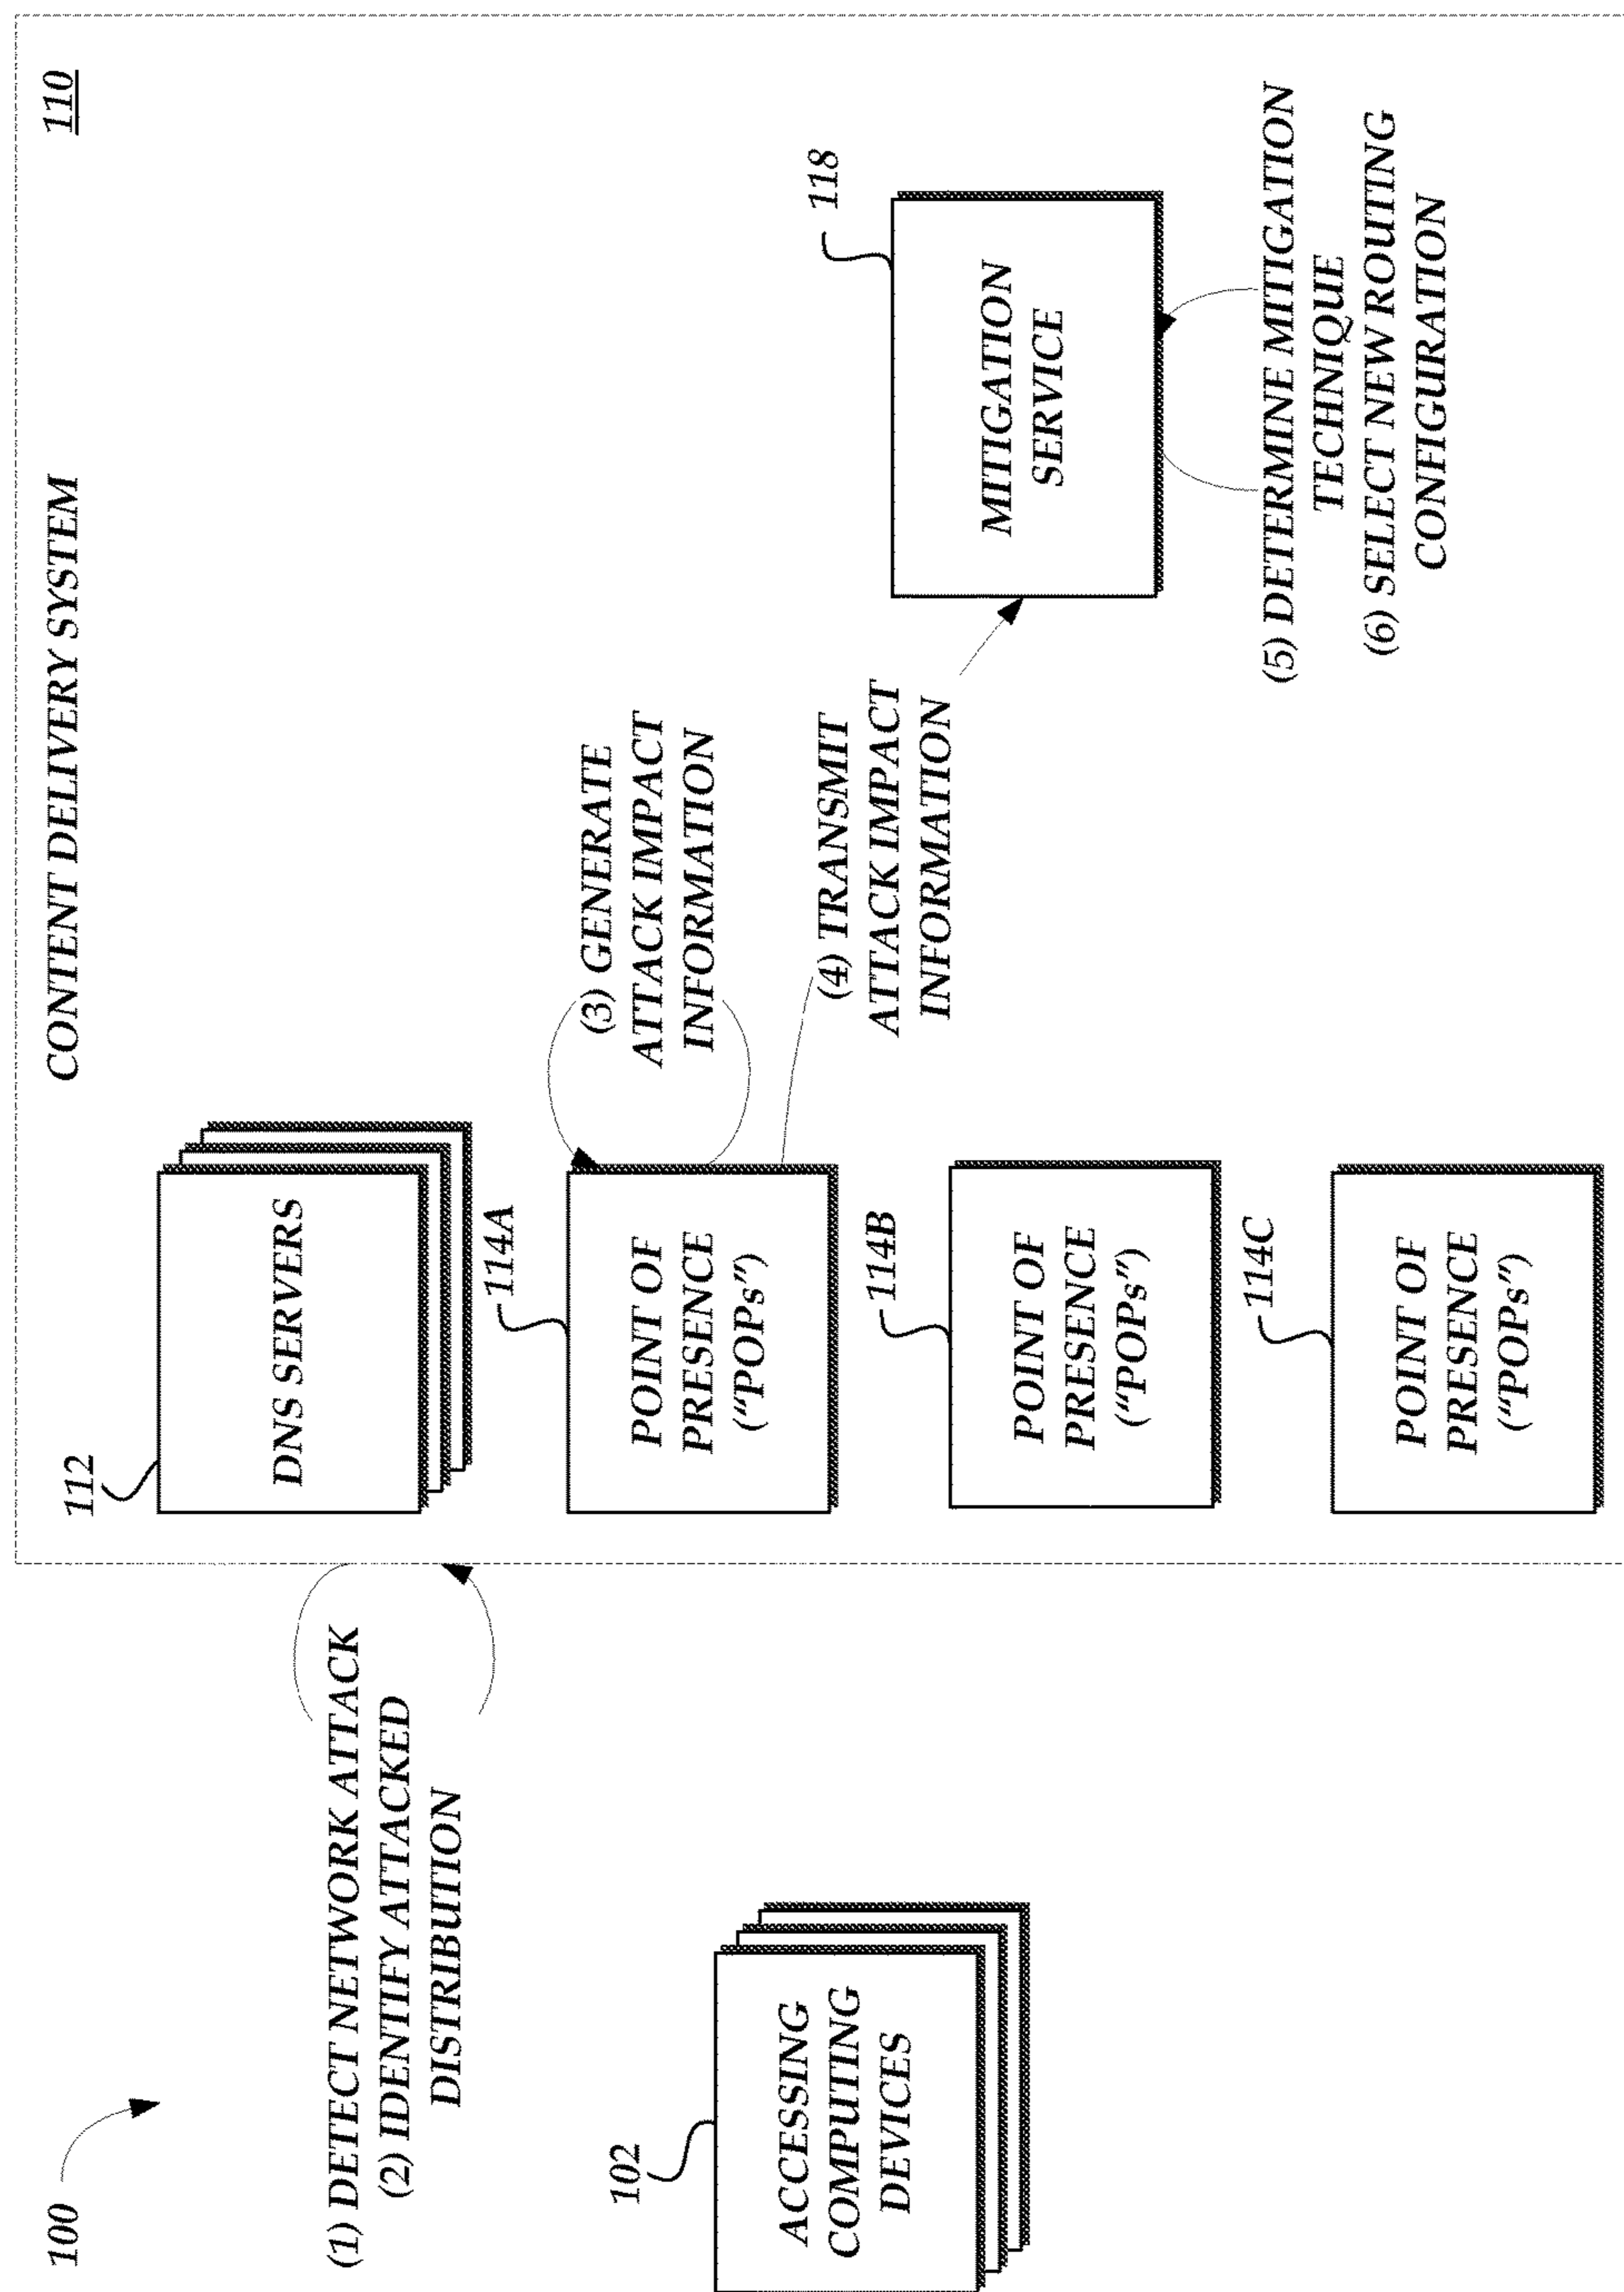 100
CONTENT DELIVERY SYSTEM
110
112
DNS SERVERS
(1) DETECT NETWORK ATTACK
(2) IDENTIFY ATTACKED
DISTRIBUTION
114A
POINT OF
PRESENCE
(“POPs”)
(3) GENERATE
ATTACK IMPACT
INFORMATION
102
ACCESSING
COMPUTING
DEVICES
(4) TRANSMIT
ATTACK IMPACT
INFORMATION
118
MITIGATION
SERVICE
114B
POINT OF
PRESENCE
(“POPs”)
(5) DETERMINE MITIGATION
TECHNIQUE
(6) SELECT NEW ROUTING
CONFIGURATION
114C
POINT OF
PRESENCE
(“POPs”)